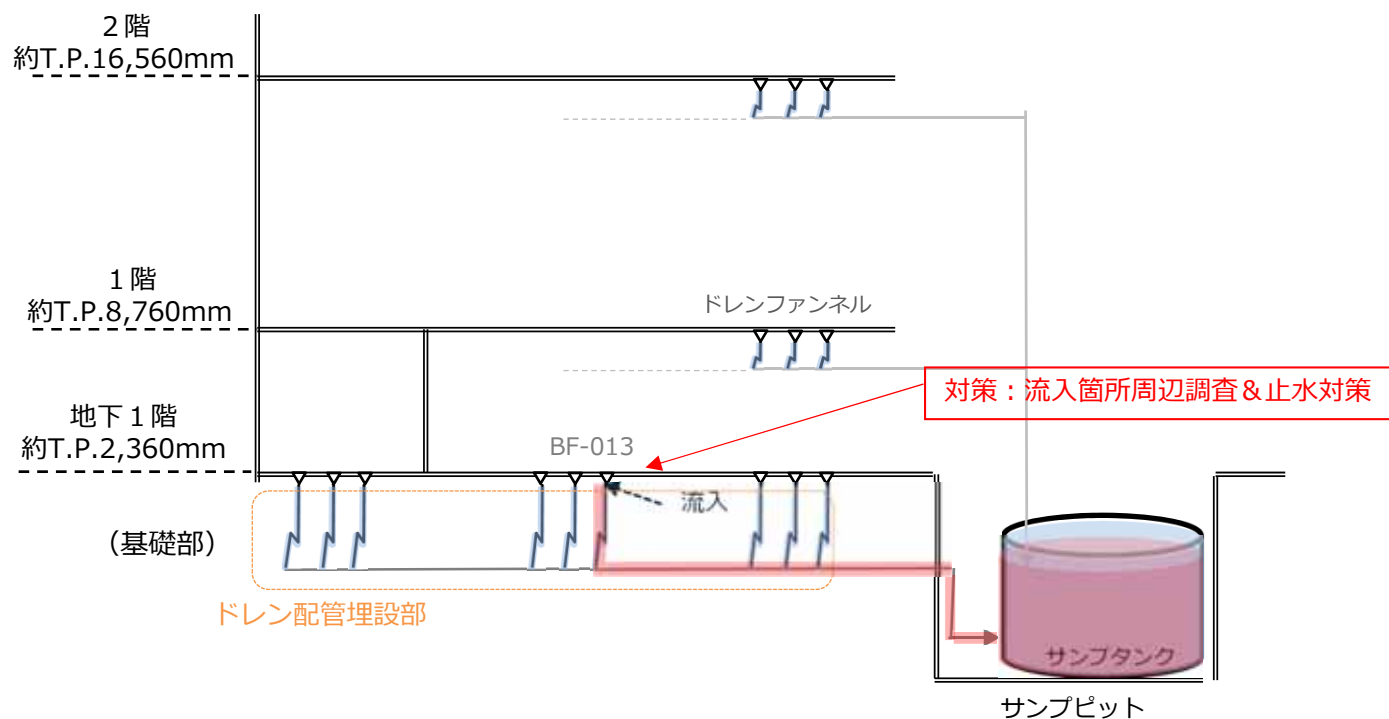 ２階
約T.P.16,560mm
１階
約T.P.8,760mm
ドレンファンネル
対策：流入箇所周辺調査＆止水対策
地下１階
約T.P.2,360mm
BF-013
流入
（基礎部）
ドレン配管埋設部
サンプタンク
サンプピット